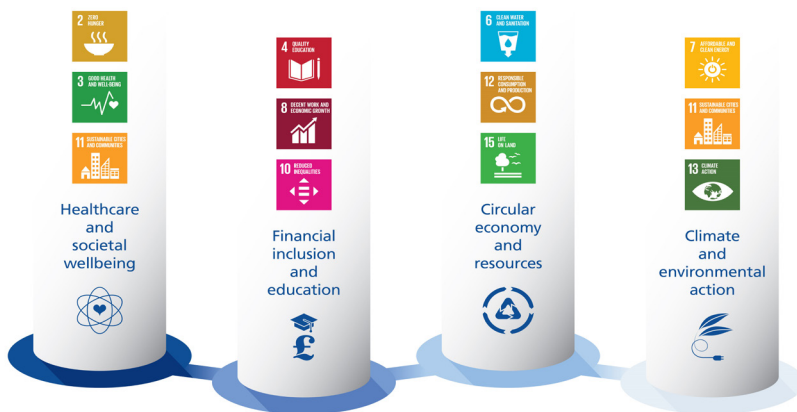 2 ZERO
HUNGER
3 GOOD HEALTH
AND WELL-BEING
11 SUSTAINABLE CITIES
AND COMMUNITIES
Healthcare
and
societal
wellbeing
4 QUALITY
EDUCATION
8 DECENT WORK AND
ECONOMIC GROWTH
10 REDUCED
INEQUALITIES
Financial
inclusion
and
education
£
6 CLEAN WATER
AND SANITATION
12 RESPONSIBLE
CONSUMPTION
AND PRODUCTION
15 LIFE
ON LAND
Circular
economy
and
resources
7 AFFORDABLE AND
CLEAN ENERGY
11 SUSTAINABLE CITIES
AND COMMUNITIES
13 CLIMATE
ACTION
Climate
and
environmental
action